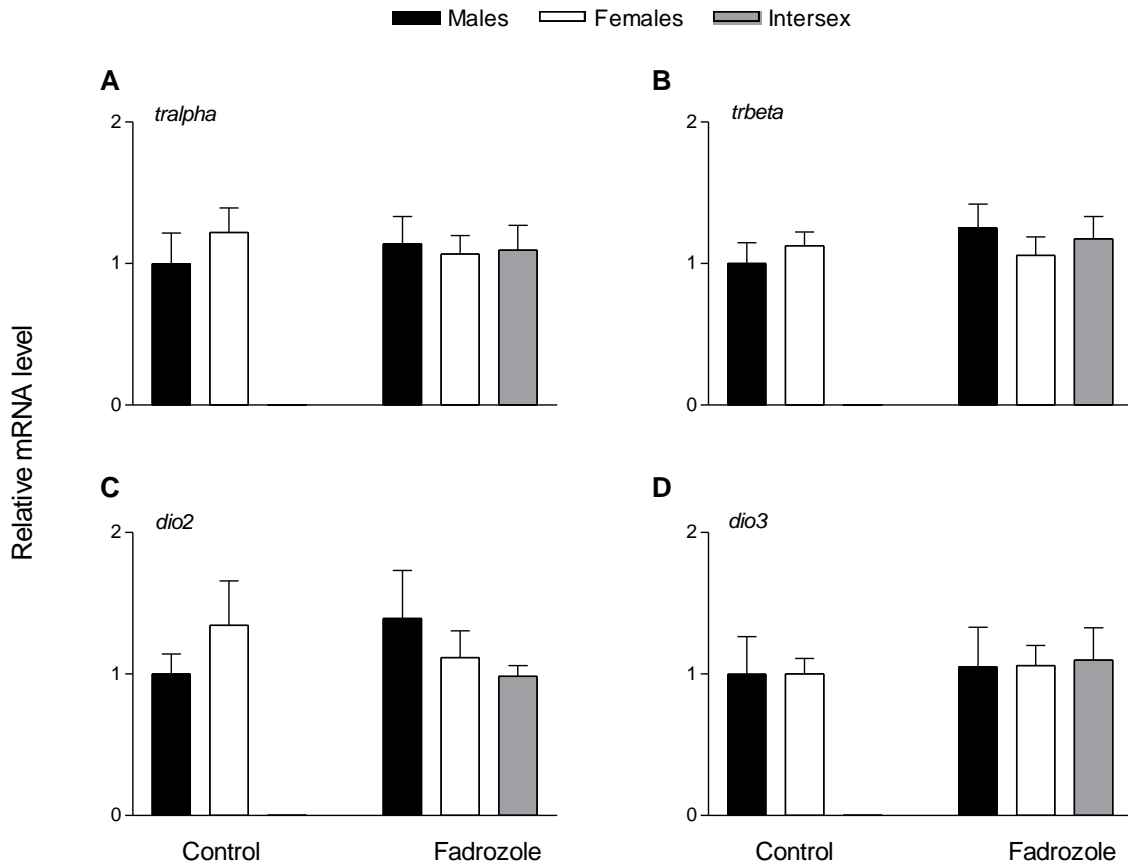 Males Females Intersex
A
tralpha
2
1
0
B
trbeta
2
1
0
Relative mRNA level
C
dio2
2
1
0
Control Fadrozole
D
dio3
2
1
0
Control Fadrozole